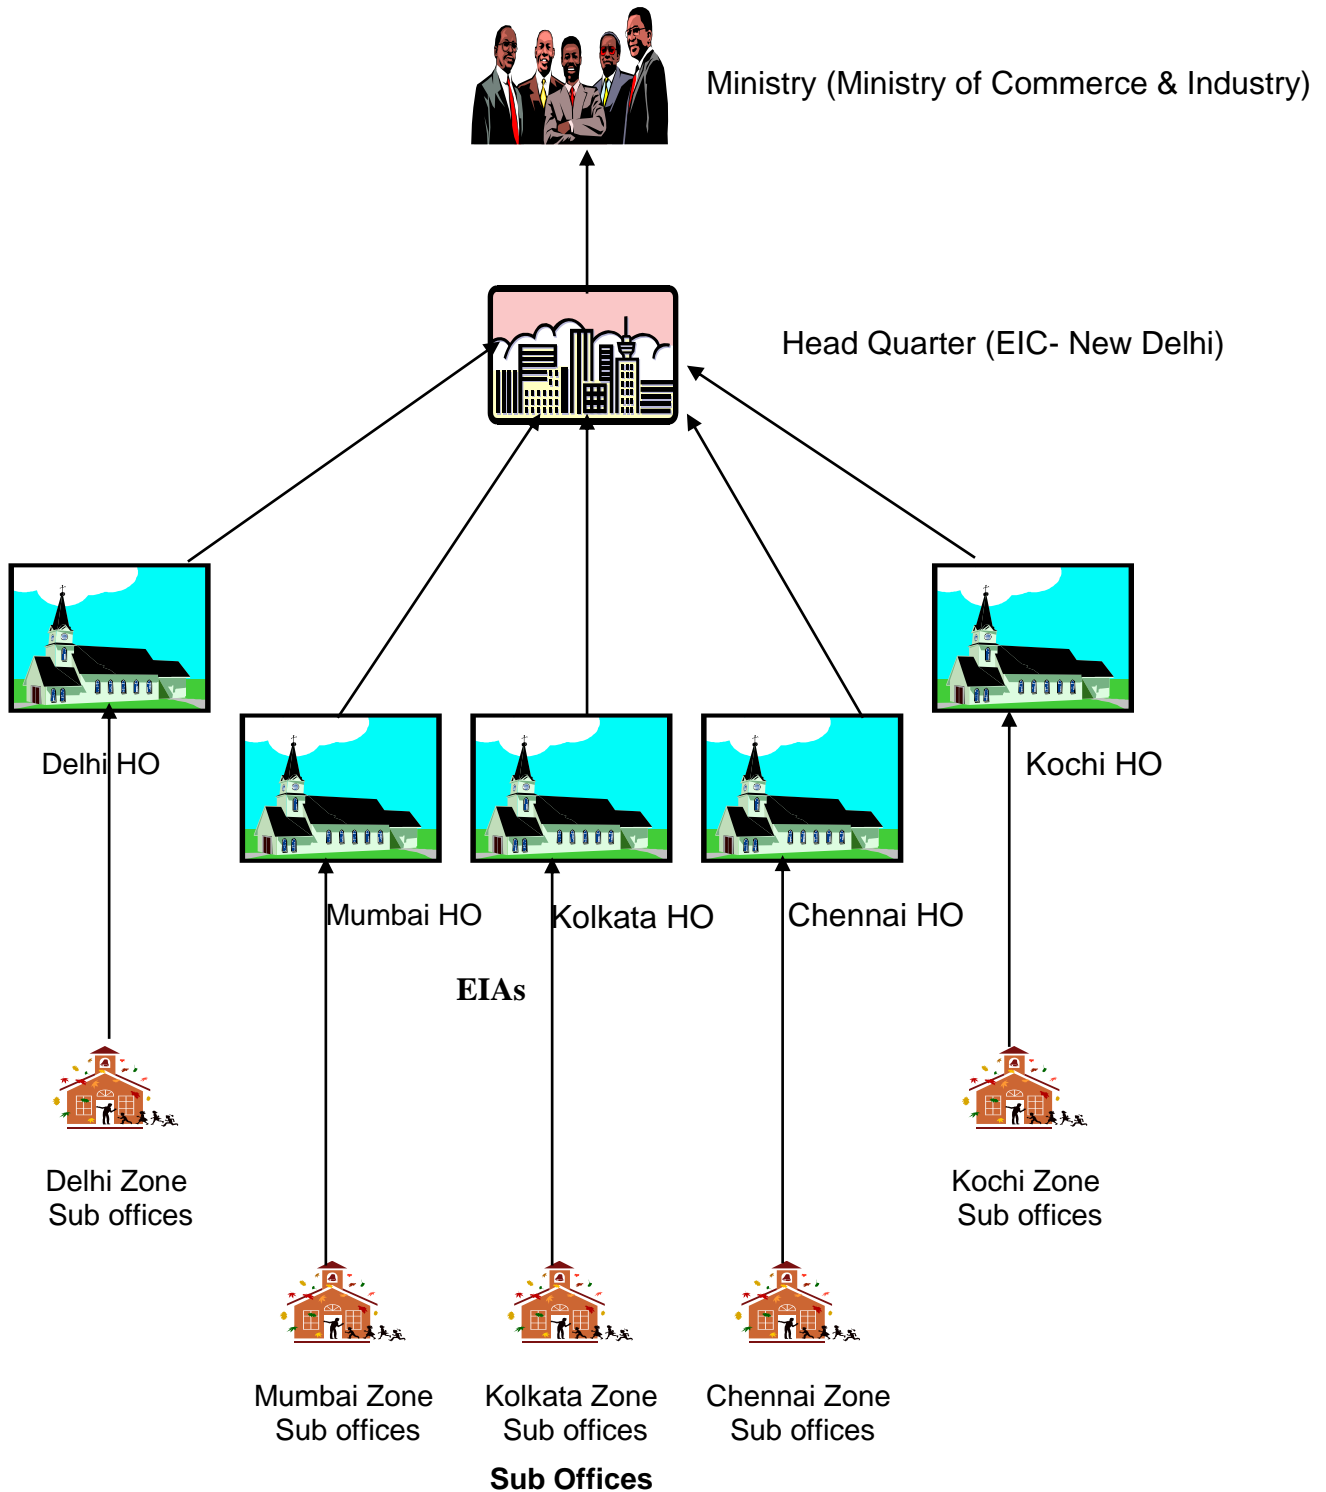 Ministry (Ministry of Commerce & Industry)
Head Quarter (EIC- New Delhi)
Delhi HO
Kochi HO
Mumbai HO
Kolkata HO
Chennai HO
EIAs
Delhi Zone
Sub offices
Kochi Zone
Sub offices
Mumbai Zone
Sub offices
Kolkata Zone
Sub offices
Chennai Zone
Sub offices
Sub Offices